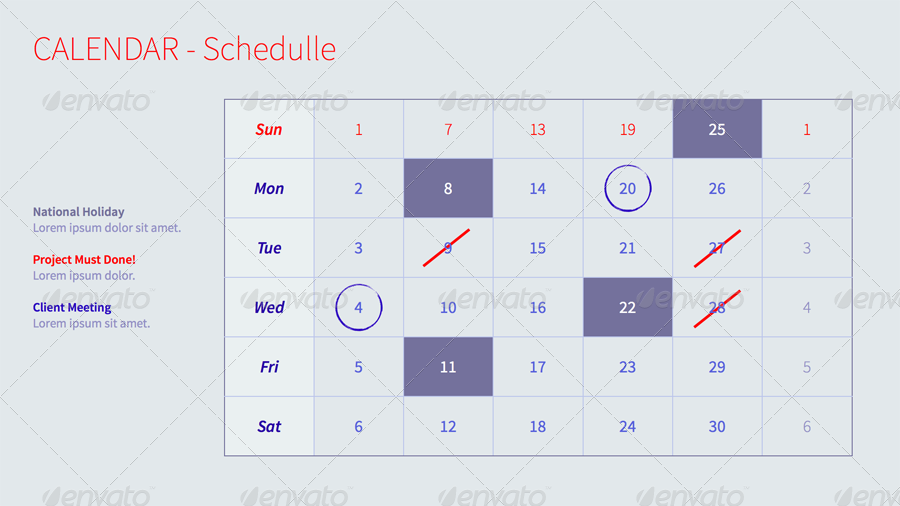 CALENDAR - Schedulle
envato envato envato envato envato
Sun 1 7 13 19 25 1
Mon 2 8 14 20 26 2
National Holiday
Lorem ipsum dolor sit amet.
Tue 3 9 15 21 27 3
Project Must Done!
Lorem ipsum dolor.
envato envato envato envato envato
Client Meeting
Lorem ipsum sit amet.
Wed 4 10 16 22 28 4
Fri 5 11 17 23 29 5
Sat 6 12 18 24 30 6
envato envato envato envato envato